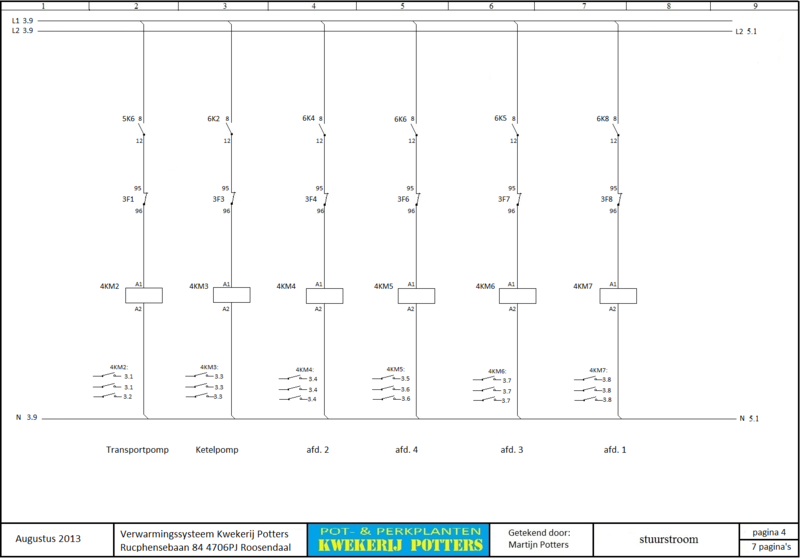 1 2 3 4 5 6 7 8 9
L1 3.9
L2 3.9 L2 5.1
5K6 8 6K2 8 6K4 8 6K6 8 6K5 8 6K8 8
12 12 12 12 12 12
95 95 95 95 95 95
3F1 3F3 3F4 3F6 3F7 3F8
96 96 96 96 96 96
4KM2 A1 4KM3 A1 4KM4 A1 4KM5 A1 4KM6 A1 4KM7 A1
A2 A2 A2 A2 A2 A2
4KM2: 4KM3: 4KM4: 4KM5: 4KM6: 4KM7:
3.1 3.3 3.4 3.5 3.7 3.8
3.1 3.3 3.4 3.6 3.7 3.8
3.2 3.3 3.4 3.6 3.7 3.8
N 3.9 N 5.1
Transportpomp Ketelpomp afd. 2 afd. 4 afd. 3 afd. 1
Augustus 2013
Verwarmingssysteem Kwekerij Potters
Rucphensebaan 84 4706PJ Roosendaal
POT- & PERKPLANTEN
KWEKERIJ POTTERS
Getekend door:
Martijn Potters
stuurstroom
pagina 4
7 pagina's